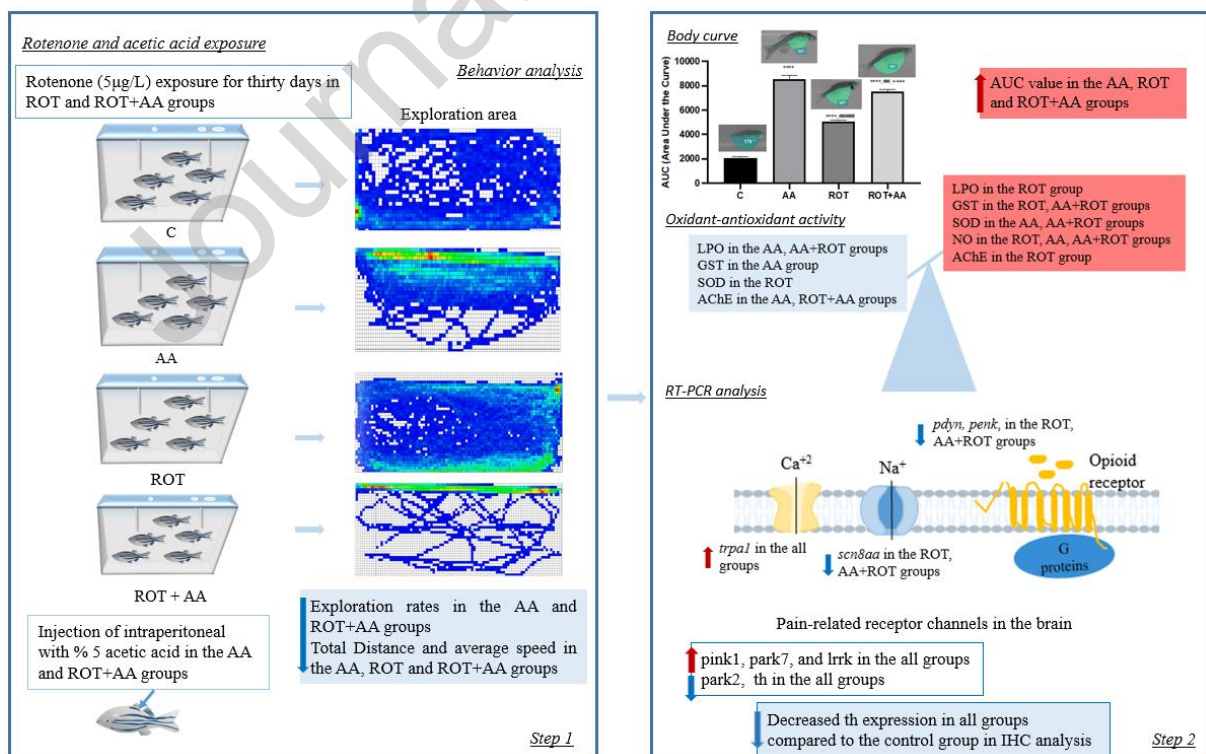 Journal
Rotenone and acetic acid exposure
Rotenone (5µg/L) exposure for thirty days in
ROT and ROT+AA groups
Behavior analysis
Exploration area
C
AA
ROT
ROT + AA
Injection of intraperitoneal
with % 5 acetic acid in the AA
and ROT+AA groups
Exploration rates in the AA and
ROT+AA groups
Total Distance and average speed in
the AA, ROT and ROT+AA groups
Step 1
Body curve
AUC (Area Under the Curve)
10000
8000
6000
4000
2000
0
C AA ROT ROT+AA
****
AUC value in the AA, ROT
and ROT+AA groups
Oxidant-antioxidant activity
LPO in the AA, AA+ROT groups
GST in the AA group
SOD in the ROT
AChE in the AA, ROT+AA groups
LPO in the ROT group
GST in the ROT, AA+ROT groups
SOD in the AA, AA+ROT groups
NO in the ROT, AA, AA+ROT groups
AChE in the ROT group
RT-PCR analysis
pdyn, penk, in the ROT,
AA+ROT groups
Ca+2
Na+
Opioid
receptor
trpa1 in the all
groups
scn8aa in the ROT,
AA+ROT groups
G
proteins
Pain-related receptor channels in the brain
pink1, park7, and lrrk in the all groups
park2, th in the all groups
Decreased th expression in all groups
compared to the control group in IHC analysis
Step 2